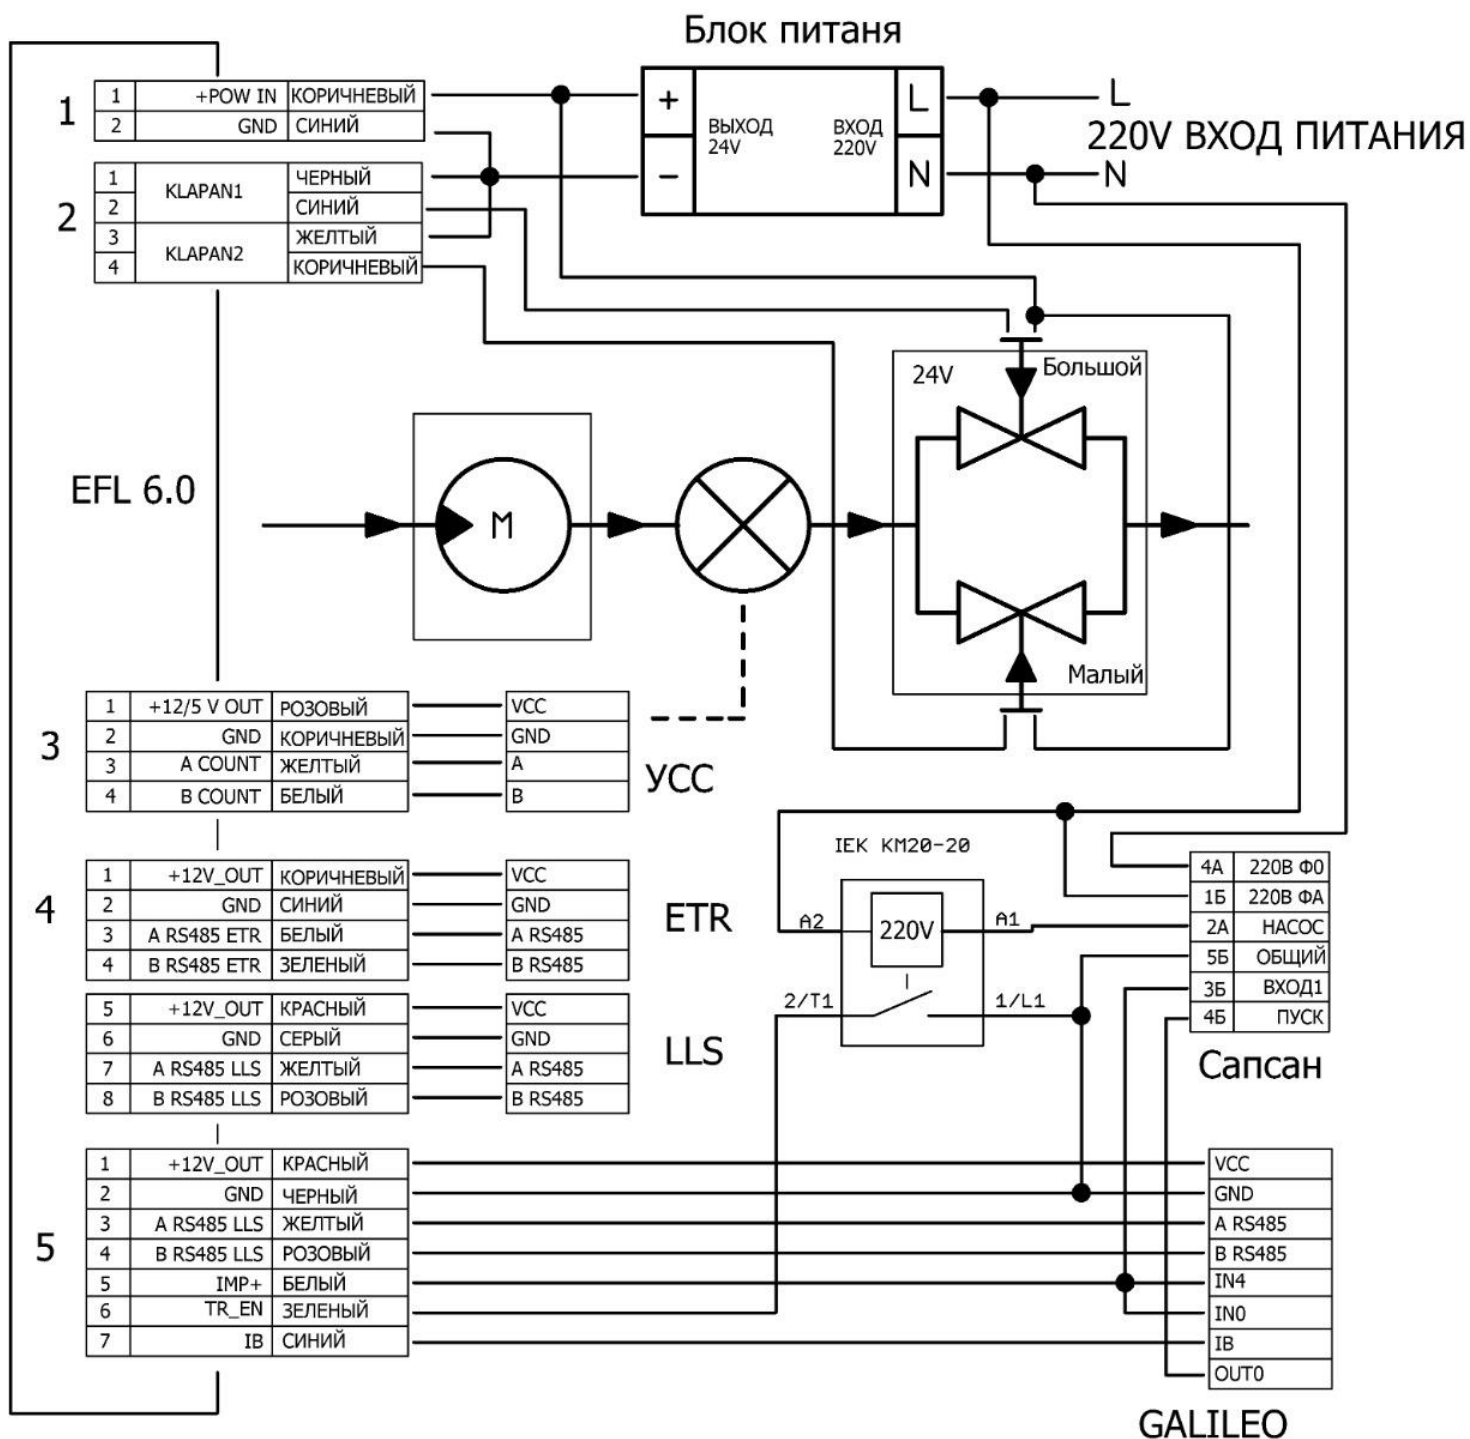 Блок питаня
1
1 +POW IN КОРИЧНЕВЫЙ
2 GND СИНИЙ
+ ВЫХОД 24V ВХОД 220V L
− N
L
220V ВХОД ПИТАНИЯ
N
2
1 KLAPAN1 ЧЕРНЫЙ
2 СИНИЙ
3 KLAPAN2 ЖЕЛТЫЙ
4 КОРИЧНЕВЫЙ
24V
Большой
EFL 6.0
M
Малый
3
1 +12/5 V OUT РОЗОВЫЙ VCC
2 GND КОРИЧНЕВЫЙ GND
3 A COUNT ЖЕЛТЫЙ A
4 B COUNT БЕЛЫЙ B
УСС
IEK KM20-20
4
1 +12V_OUT КОРИЧНЕВЫЙ VCC
2 GND СИНИЙ GND
3 A RS485 ETR БЕЛЫЙ A RS485
4 B RS485 ETR ЗЕЛЕНЫЙ B RS485
ETR
A2 220V A1
2/T1 1/L1
4А 220В Ф0
1Б 220В ФА
2А НАСОС
5Б ОБЩИЙ
3Б ВХОД1
4Б ПУСК
Сапсан
5 +12V_OUT КРАСНЫЙ VCC
6 GND СЕРЫЙ GND
7 A RS485 LLS ЖЕЛТЫЙ A RS485
8 B RS485 LLS РОЗОВЫЙ B RS485
LLS
5
1 +12V_OUT КРАСНЫЙ VCC
2 GND ЧЕРНЫЙ GND
3 A RS485 LLS ЖЕЛТЫЙ A RS485
4 B RS485 LLS РОЗОВЫЙ B RS485
5 IMP+ БЕЛЫЙ IN4
6 TR_EN ЗЕЛЕНЫЙ IN0
7 IB СИНИЙ IB
OUT0
GALILEO